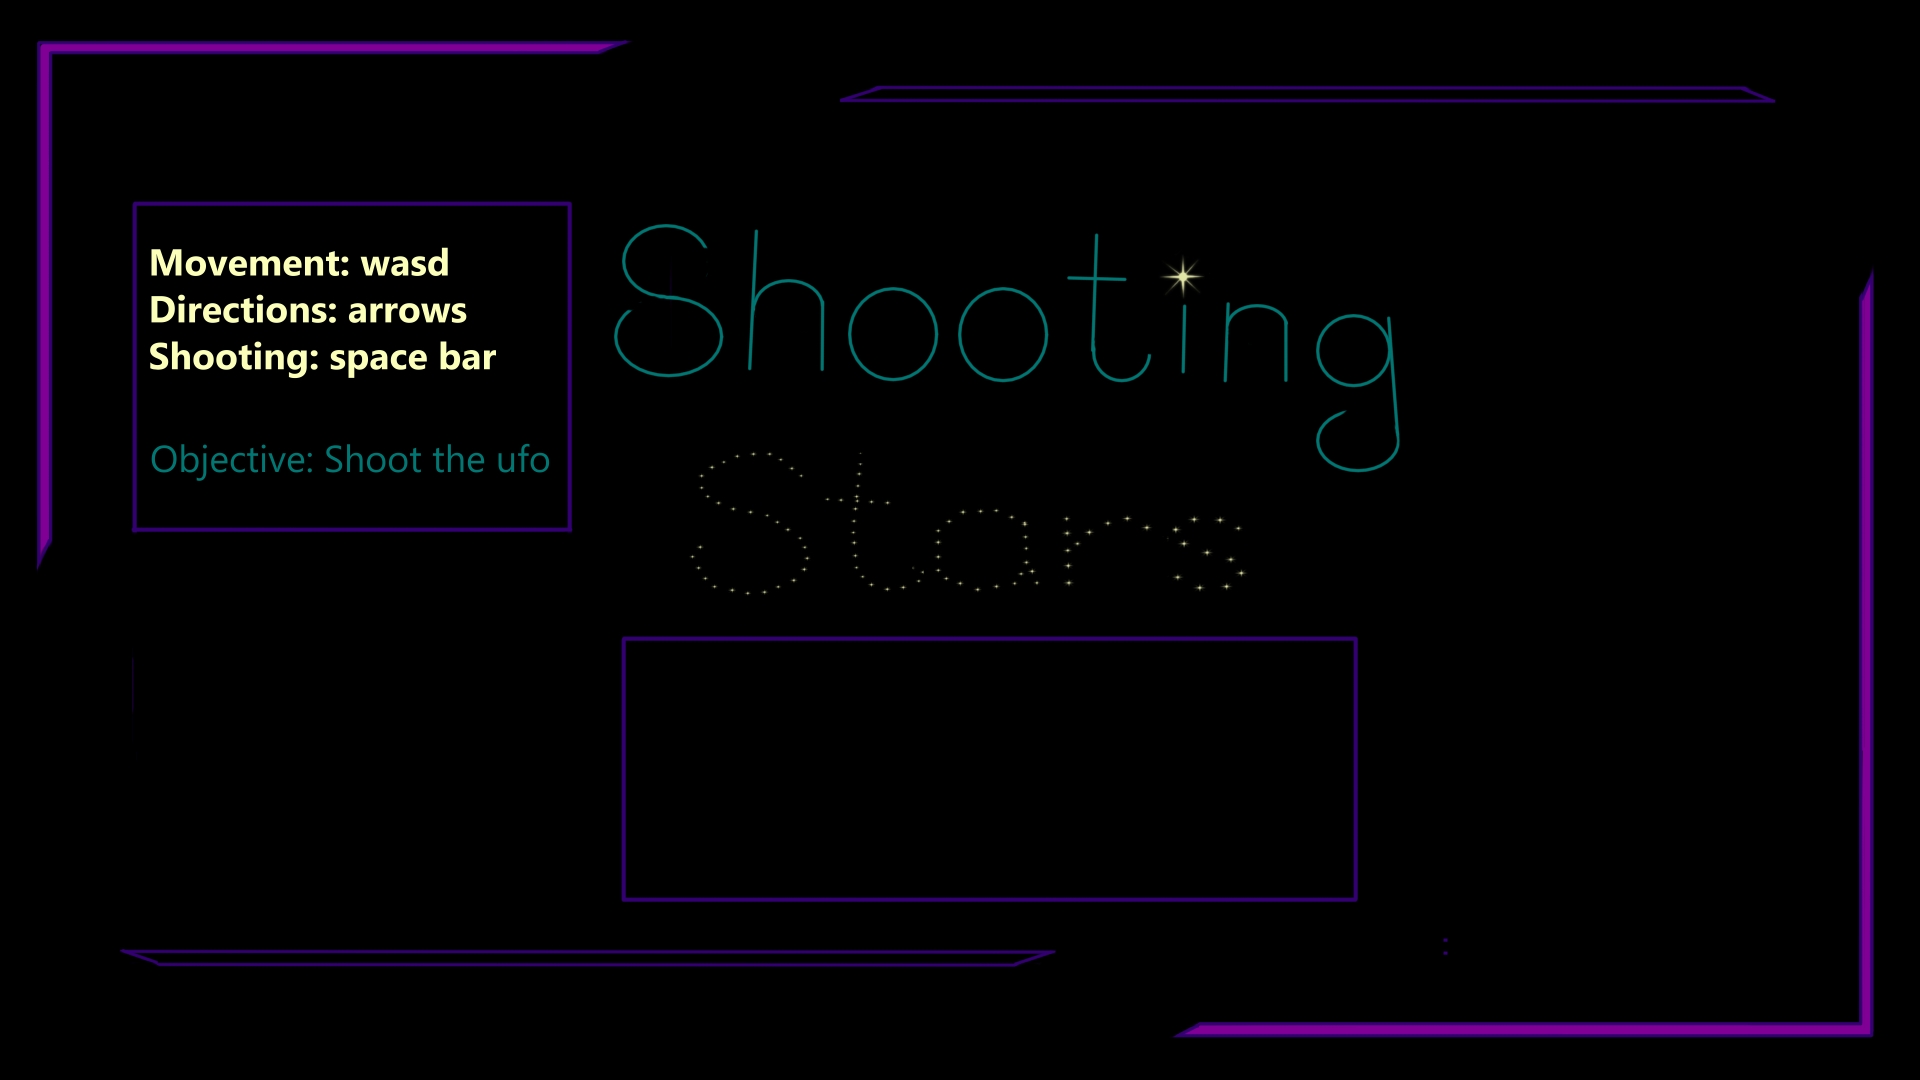 Movement: wasd
Directions: arrows
Shooting: space bar
Objective: Shoot the ufo
Shooting
Stars